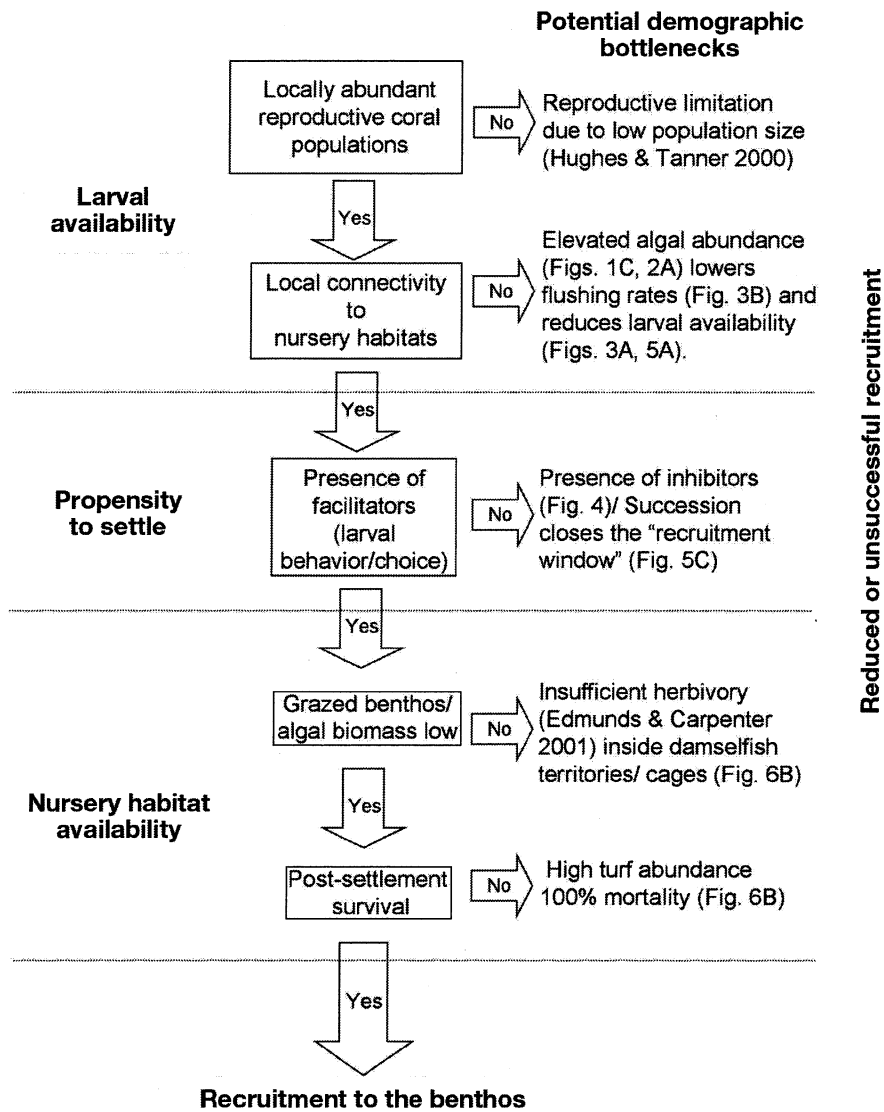 Potential demographic
bottlenecks
Locally abundant
reproductive coral
populations
No
Reproductive limitation
due to low population size
(Hughes & Tanner 2000)
Larval
availability
Yes
Local connectivity
to
nursery habitats
No
Elevated algal abundance
(Figs. 1C, 2A) lowers
flushing rates (Fig. 3B) and
reduces larval availability
(Figs. 3A, 5A).
Yes
Propensity
to settle
Presence of
facilitators
(larval
behavior/choice)
No
Presence of inhibitors
(Fig. 4)/ Succession
closes the “recruitment
window” (Fig. 5C)
Yes
Nursery habitat
availability
Grazed benthos/
algal biomass low
No
Insufficient herbivory
(Edmunds & Carpenter
2001) inside damselfish
territories/ cages (Fig. 6B)
Yes
Post-settlement
survival
No
High turf abundance
100% mortality (Fig. 6B)
Yes
Recruitment to the benthos
Reduced or unsuccessful recruitment